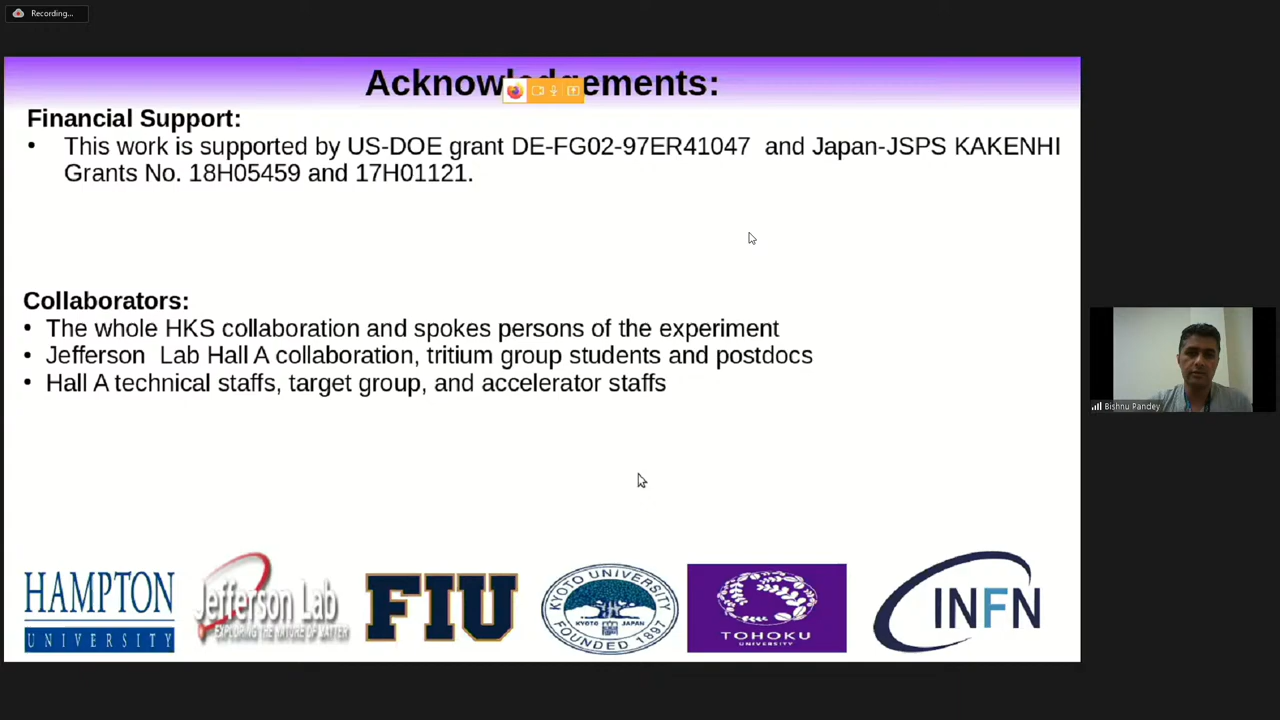 Recording...
Acknowledgements:
Financial Support:
• This work is supported by US-DOE grant DE-FG02-97ER41047 and Japan-JSPS KAKENHI
Grants No. 18H05459 and 17H01121.
Collaborators:
• The whole HKS collaboration and spokes persons of the experiment
• Jefferson Lab Hall A collaboration, tritium group students and postdocs
• Hall A technical staffs, target group, and accelerator staffs
Bishnu Pandey
HAMPTON
UNIVERSITY
Jefferson Lab
EXPLORING THE NATURE OF MATTER
FIU
KYOTO UNIVERSITY
KYOTO JAPAN
FOUNDED 1897
TOHOKU
UNIVERSITY
INFN